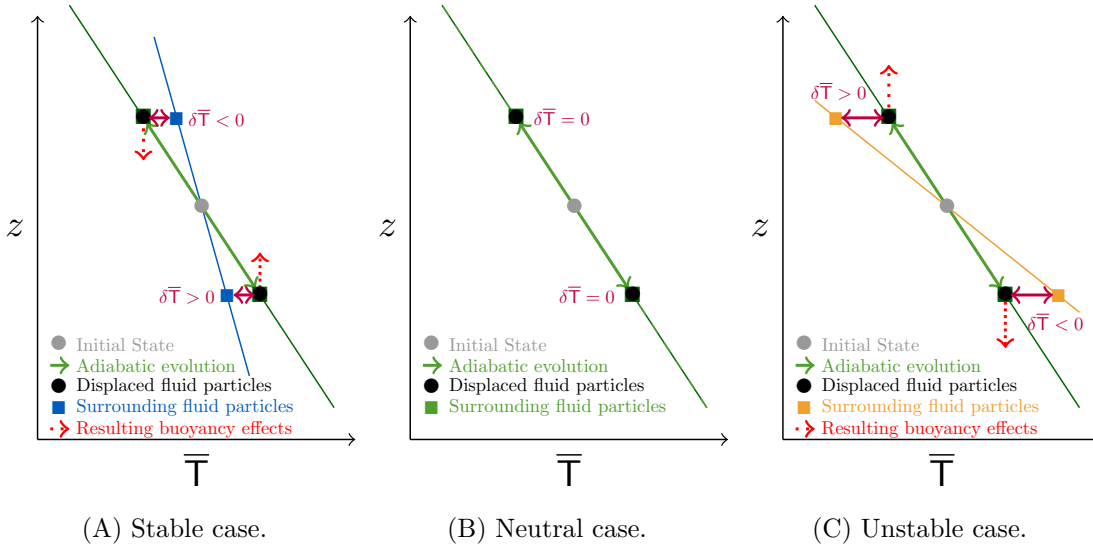 z
δT̅ < 0
δT̅ > 0
Initial State
Adiabatic evolution
Displaced fluid particles
Surrounding fluid particles
Resulting buoyancy effects
T̅
(A) Stable case.
z
δT̅ = 0
δT̅ = 0
Initial State
Adiabatic evolution
Displaced fluid particles
Surrounding fluid particles
T̅
(B) Neutral case.
z
δT̅ > 0
δT̅ < 0
Initial State
Adiabatic evolution
Displaced fluid particles
Surrounding fluid particles
Resulting buoyancy effects
T̅
(C) Unstable case.